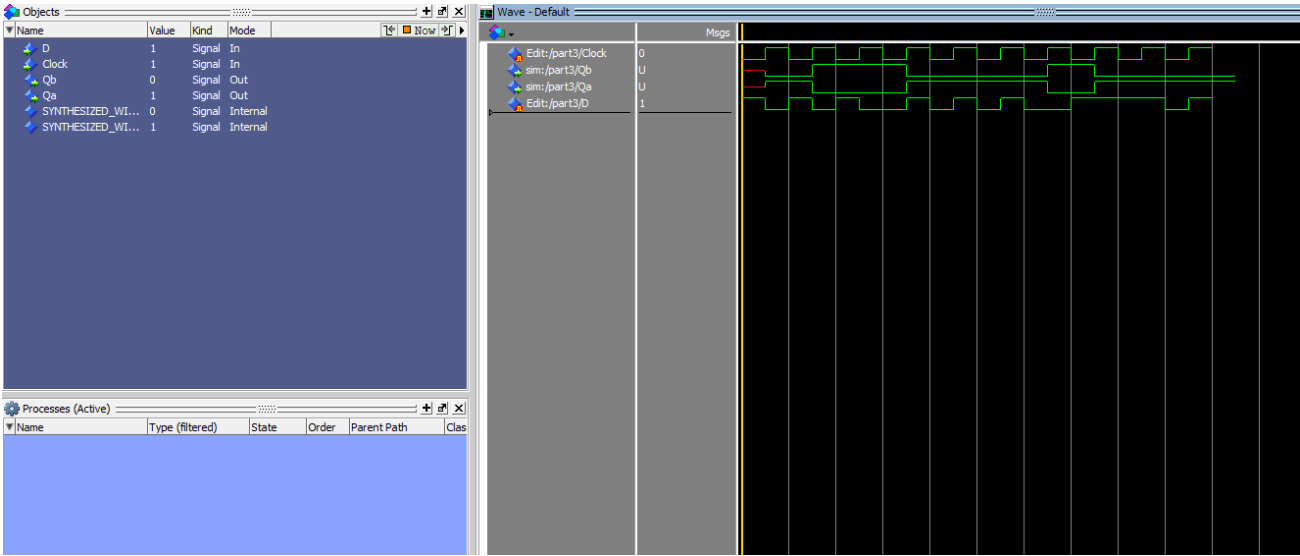 Objects
Name Value Kind Mode Now
D 1 Signal In
Clock 1 Signal In
Qb 0 Signal Out
Qa 1 Signal Out
SYNTHESIZED_WI... 0 Signal Internal
SYNTHESIZED_WI... 1 Signal Internal
Processes (Active)
Name Type (filtered) State Order Parent Path Clas
Wave - Default
Msgs
Edit:/part3/Clock 0
sim:/part3/Qb U
sim:/part3/Qa U
Edit:/part3/D 1